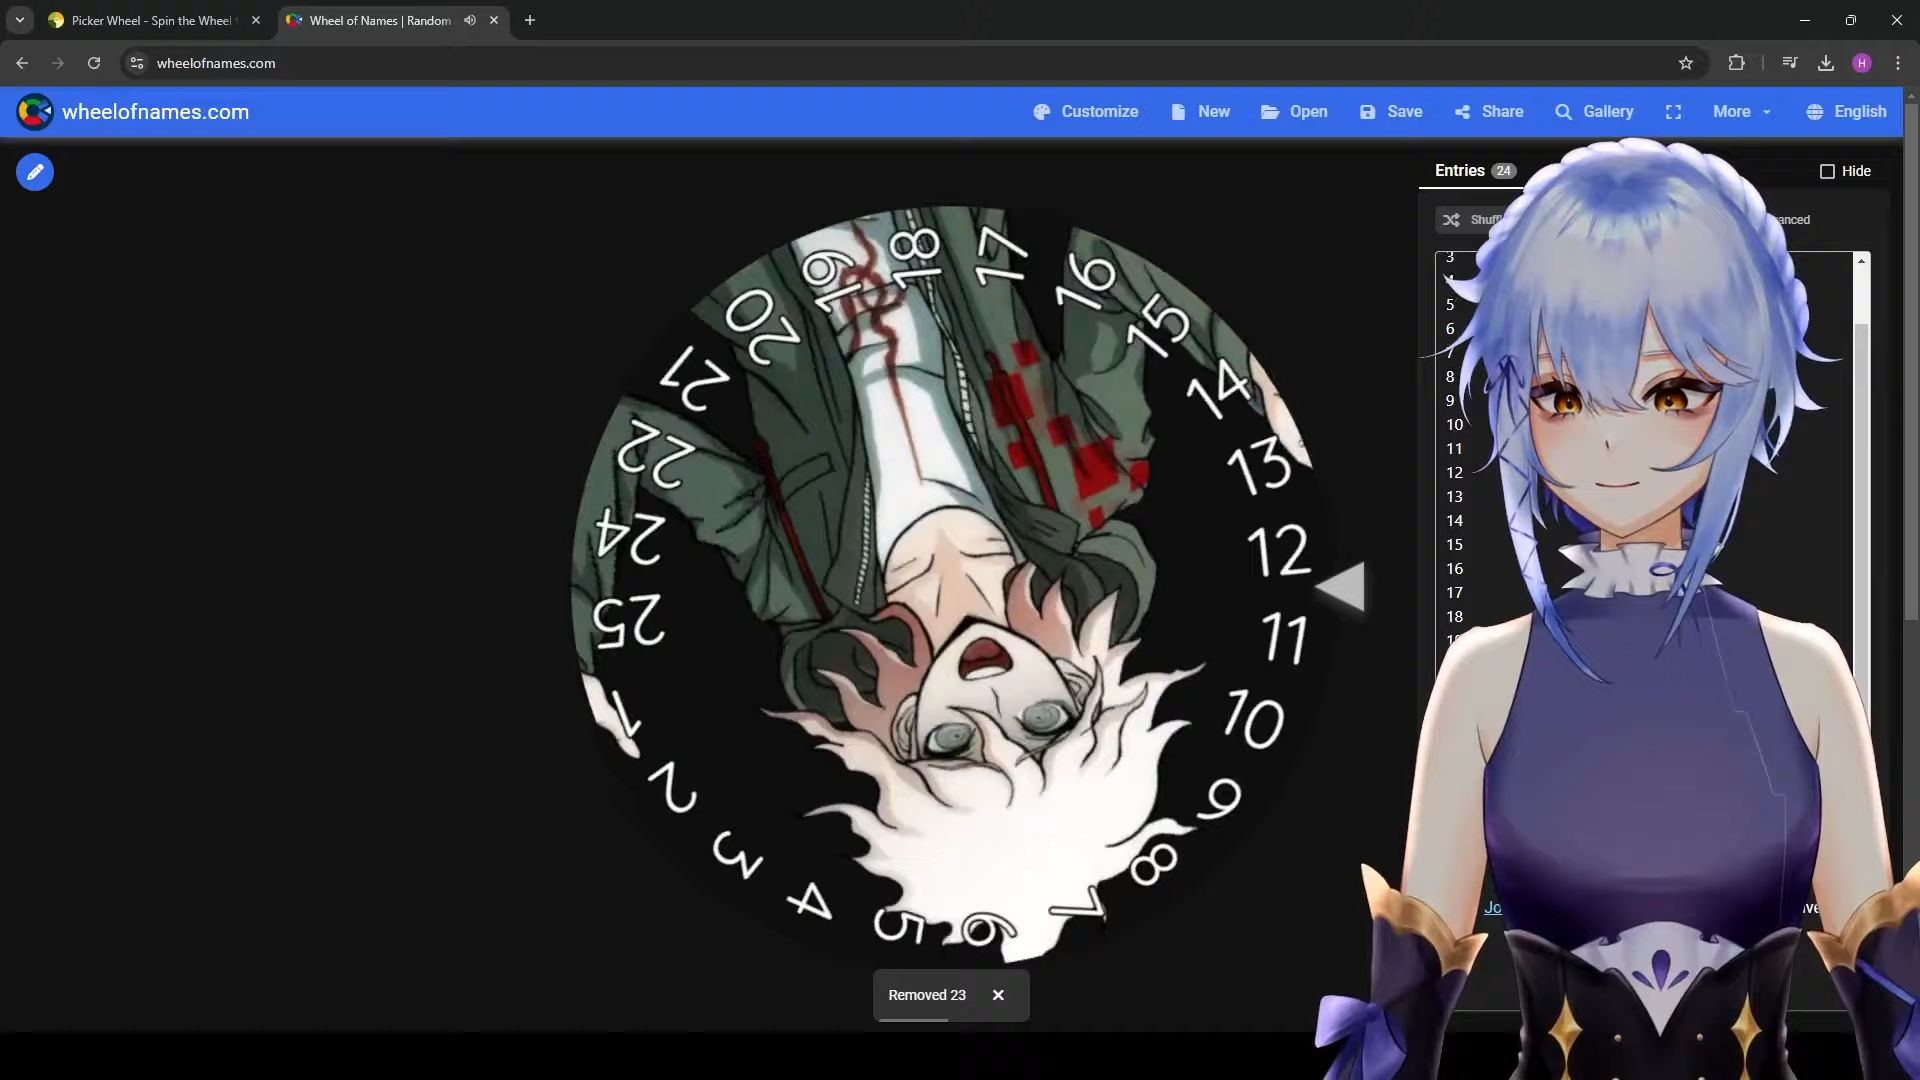 Picker Wheel - Spin the Wheel
Wheel of Names | Random
wheelofnames.com
H
wheelofnames.com
Customize
New
Open
Save
Share
Gallery
More
English
Entries 24
Hide
3
5
6
7
8
9
10
11
12
13
14
15
16
17
18
1
2
3
4
5
6
7
8
9
10
11
12
13
14
15
16
17
18
19
20
21
22
24
25
Removed 23